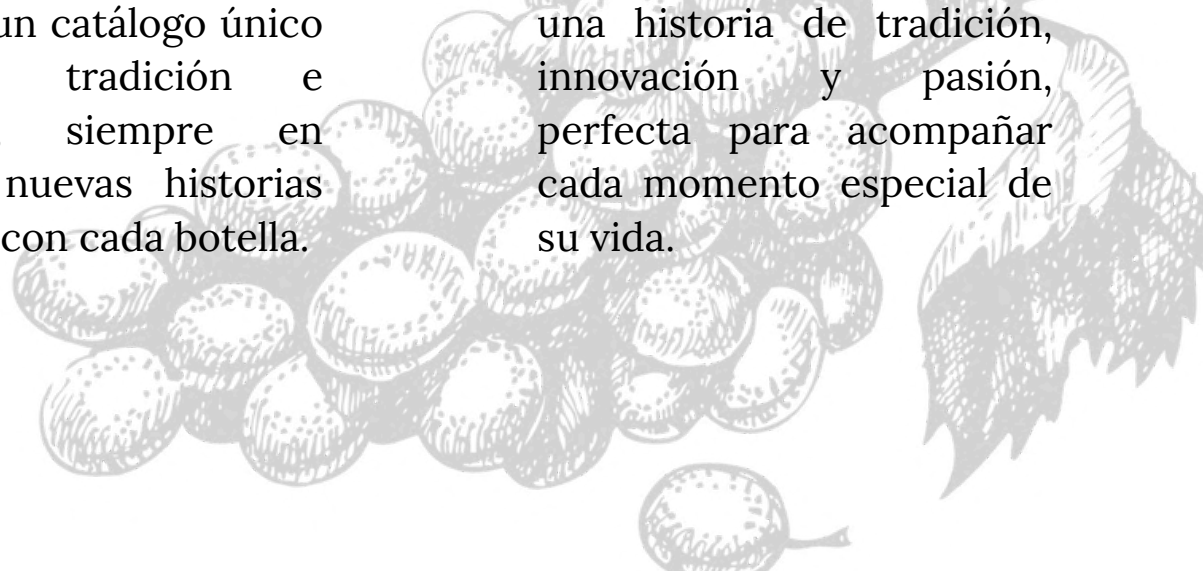 un catálogo único
tradición e
siempre en
nuevas historias
con cada botella.
una historia de tradición,
innovación y pasión,
perfecta para acompañar
cada momento especial de
su vida.